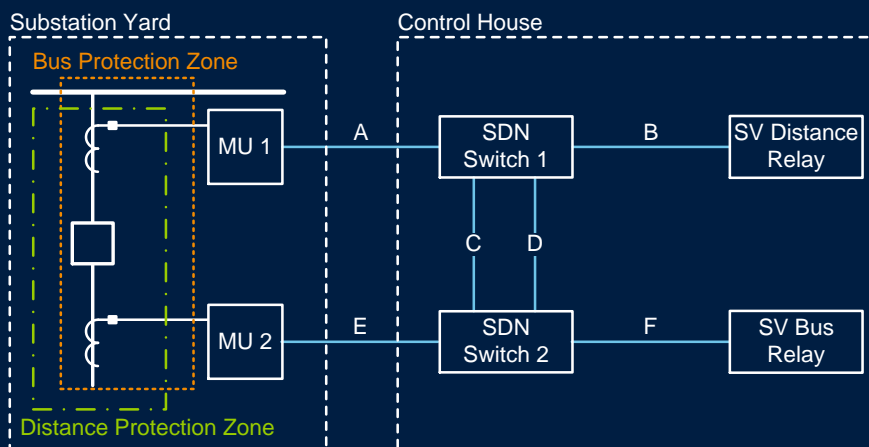 Substation Yard
Control House
Bus Protection Zone
MU 1
A
SDN
Switch 1
B
SV Distance
Relay
C
D
MU 2
E
SDN
Switch 2
F
SV Bus
Relay
Distance Protection Zone